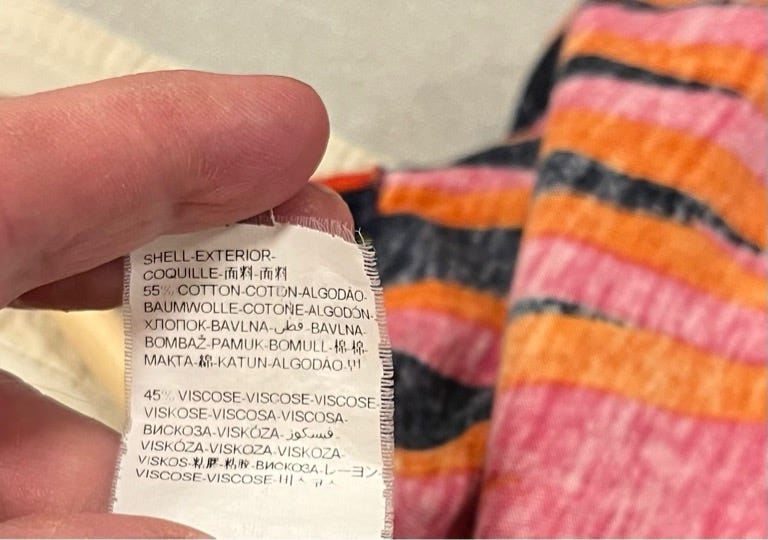 SHELL-EXTERIOR-
COQUILLE-面料-面料
55% COTTON-COTON-ALGODÃO-
BAUMWOLLE-COTONE-ALGODÓN-
ХЛОПОК-BAVLNA-قطن-BAVLNA-
BOMBAŽ-PAMUK-BOMULL-棉-棉-
МАКТА-綿-KATUN-ALGODÃO-
45% VISCOSE-VISCOSE-VISCOSE
VISKOSE-VISCOSA-VISCOSA-
ВИСКОЗА-VISKÓZA-فسكوز-
VISKÓZA-VISKOZA-VISKOZA-
VISKOS-粘胶-粘胶-ВИСКОЗА-レーヨン
VISCOSE-VISCOSE-